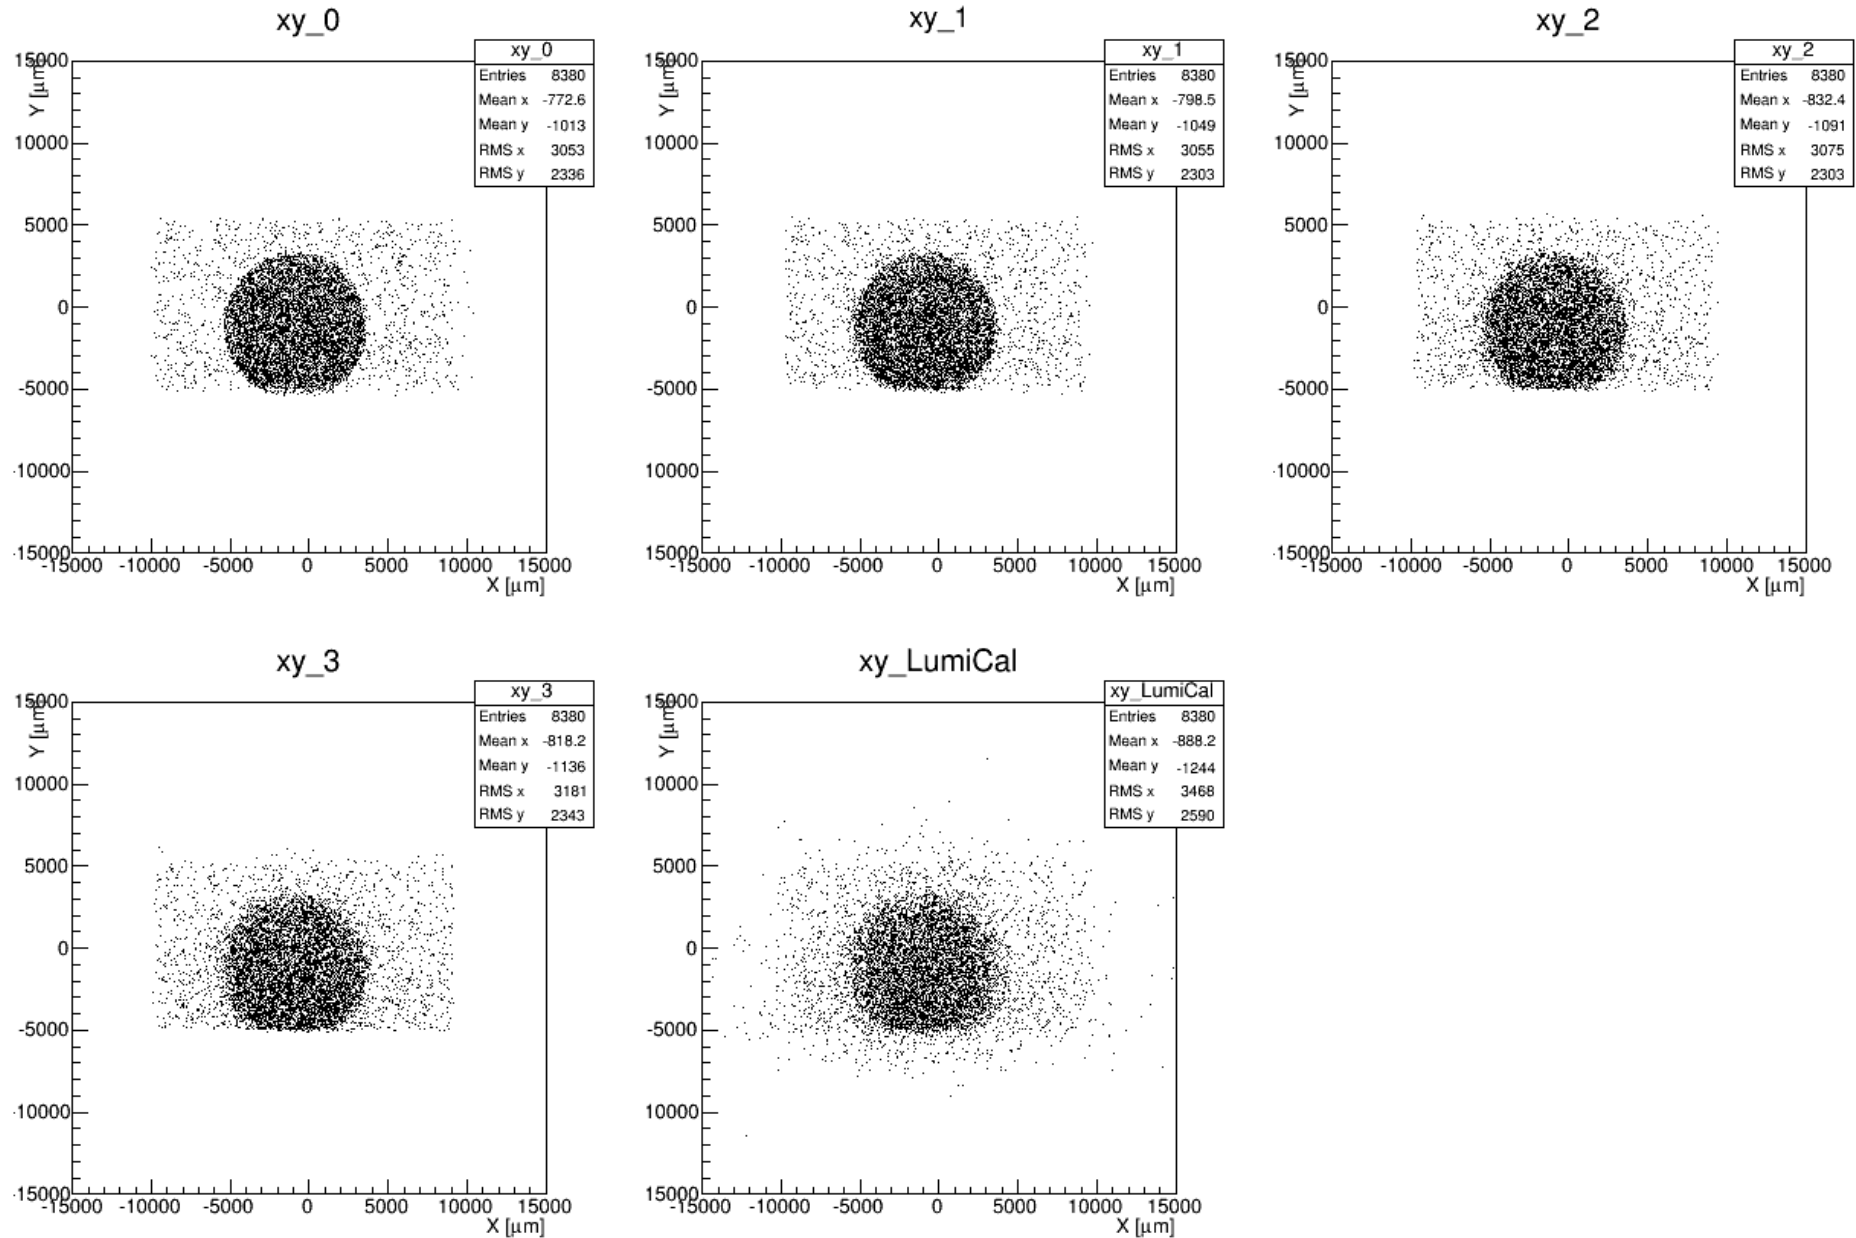 xy_0
xy_0
Entries 8380
Mean x -772.6
Mean y -1013
RMS x 3053
RMS y 2336
Y [μm]
15000
10000
5000
0
-5000
10000
15000
-15000 -10000 -5000 0 5000 10000 15000
X [μm]
xy_1
xy_1
Entries 8380
Mean x -798.5
Mean y -1049
RMS x 3055
RMS y 2303
Y [μm]
15000
10000
5000
0
-5000
10000
15000
-15000 -10000 -5000 0 5000 10000 15000
X [μm]
xy_2
xy_2
Entries 8380
Mean x -832.4
Mean y -1091
RMS x 3075
RMS y 2303
Y [μm]
15000
10000
5000
0
-5000
10000
15000
-15000 -10000 -5000 0 5000 10000 15000
X [μm]
xy_3
xy_3
Entries 8380
Mean x -818.2
Mean y -1136
RMS x 3181
RMS y 2343
Y [μm]
15000
10000
5000
0
-5000
10000
15000
-15000 -10000 -5000 0 5000 10000 15000
X [μm]
xy_LumiCal
xy_LumiCal
Entries 8380
Mean x -888.2
Mean y -1244
RMS x 3468
RMS y 2590
Y [μm]
15000
10000
5000
0
-5000
10000
15000
-15000 -10000 -5000 0 5000 10000 15000
X [μm]